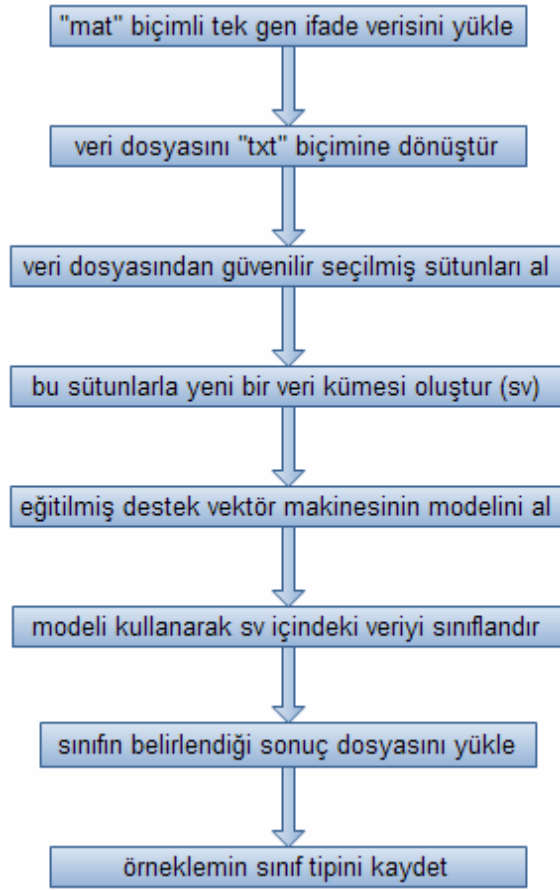 "mat" biçimli tek gen ifade verisini yükle
veri dosyasını "txt" biçimine dönüştür
veri dosyasından güvenilir seçilmiş sütunları al
bu sütunlarla yeni bir veri kümesi oluştur (sv)
eğitilmiş destek vektör makinesinin modelini al
modeli kullanarak sv içindeki veriyi sınıflandır
sınıfın belirlendiği sonuç dosyasını yükle
örneklemin sınıf tipini kaydet